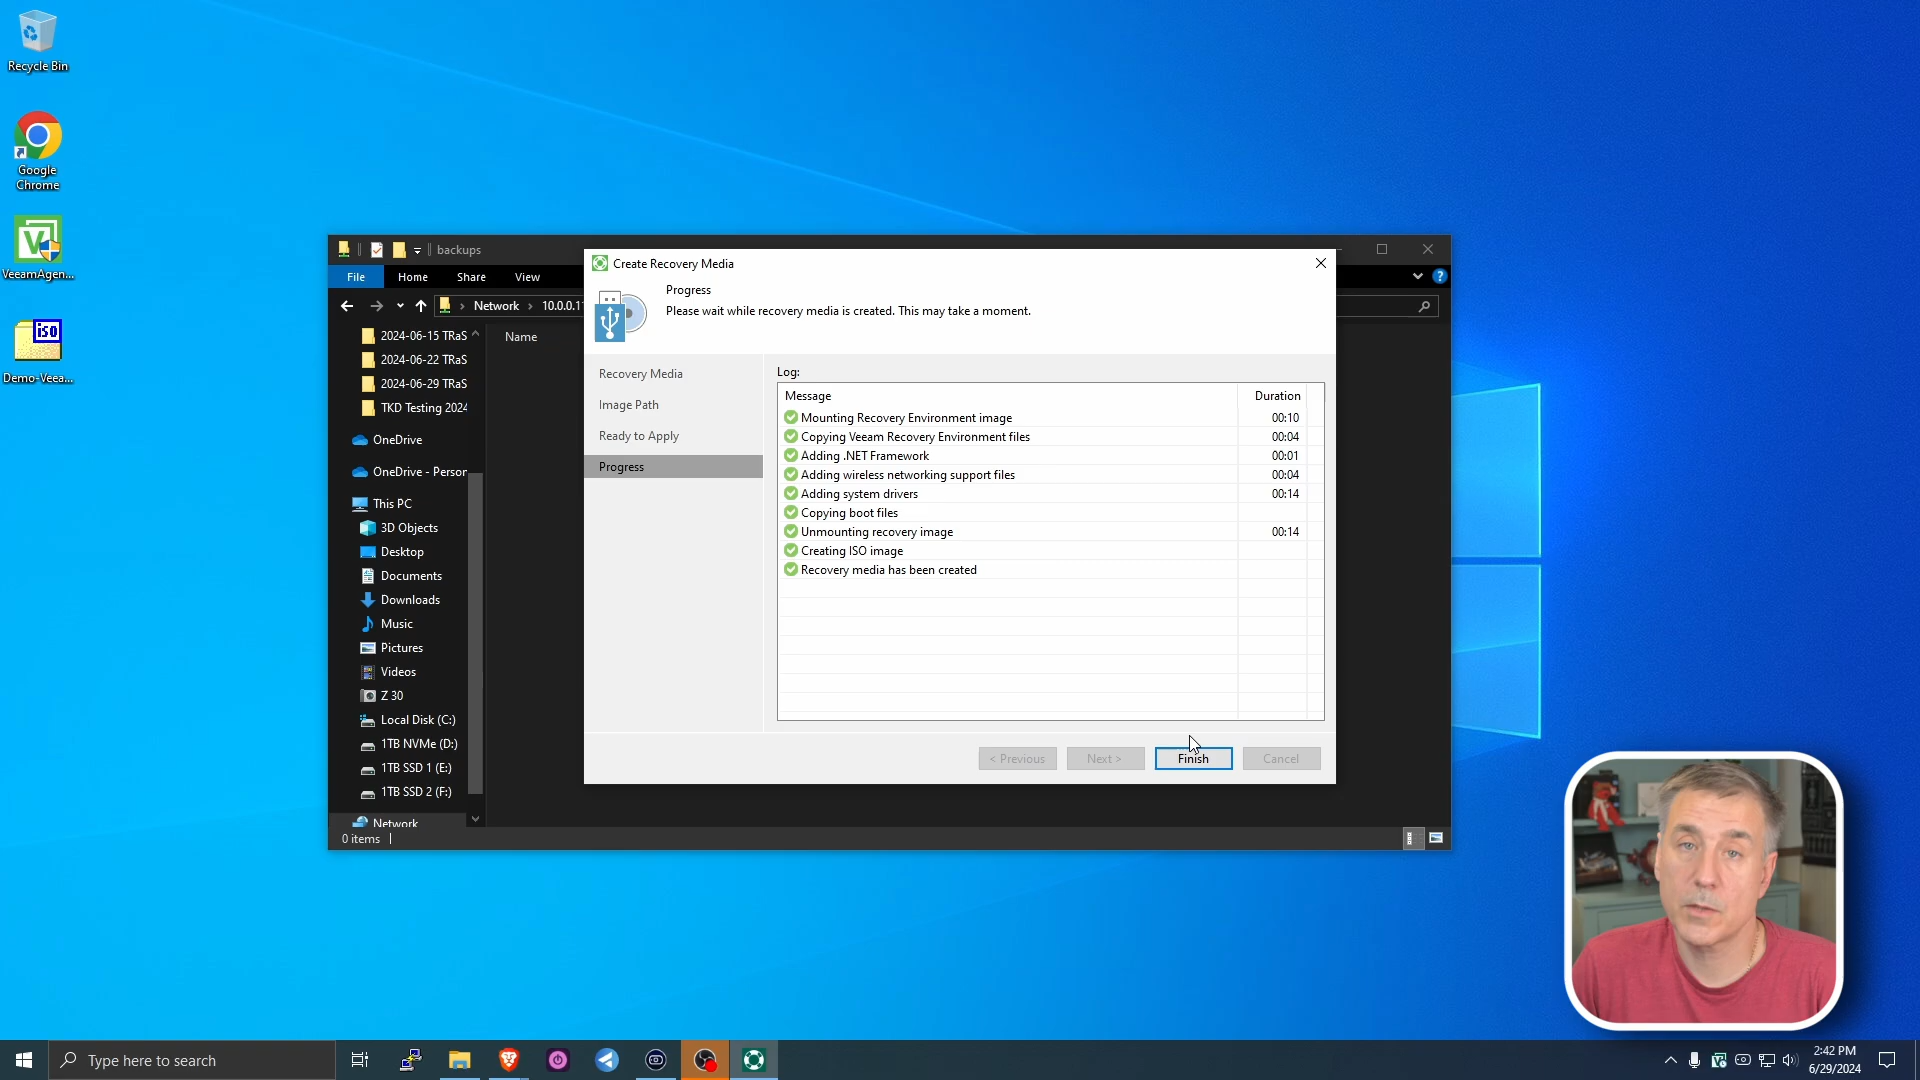 Recycle Bin
Google
Chrome
VeeamAgen...
ISO
Demo-Veea...
backups
File
Home
Share
View
Network
10.0.0.1
2024-06-15 TRaS
2024-06-22 TRaS
2024-06-29 TRaS
TKD Testing 2024
OneDrive
OneDrive - Person
This PC
3D Objects
Desktop
Documents
Downloads
Music
Pictures
Videos
Z 30
Local Disk (C:)
1TB NVMe (D:)
1TB SSD 1 (E:)
1TB SSD 2 (F:)
Network
0 items
Name
Create Recovery Media
Progress
Please wait while recovery media is created. This may take a moment.
Recovery Media
Image Path
Ready to Apply
Progress
Log:
Message Duration
Mounting Recovery Environment image 00:10
Copying Veeam Recovery Environment files 00:04
Adding .NET Framework 00:01
Adding wireless networking support files 00:04
Adding system drivers 00:14
Copying boot files
Unmounting recovery image 00:14
Creating ISO image
Recovery media has been created
< Previous
Next >
Finish
Cancel
Type here to search
2:42 PM
6/29/2024